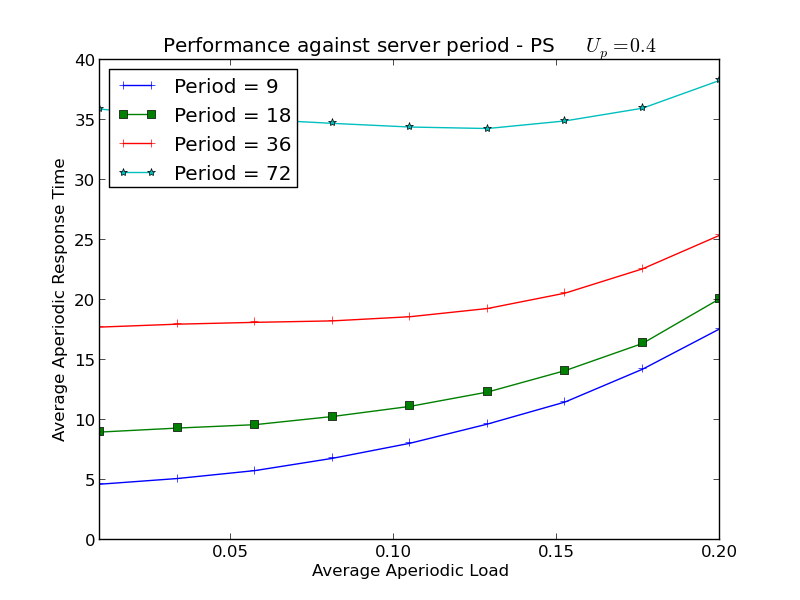 Performance against server period - PS U_p = 0.4
40
35
30
25
20
15
10
5
0
Average Aperiodic Response Time
Period = 9
Period = 18
Period = 36
Period = 72
0.05 0.10 0.15 0.20
Average Aperiodic Load